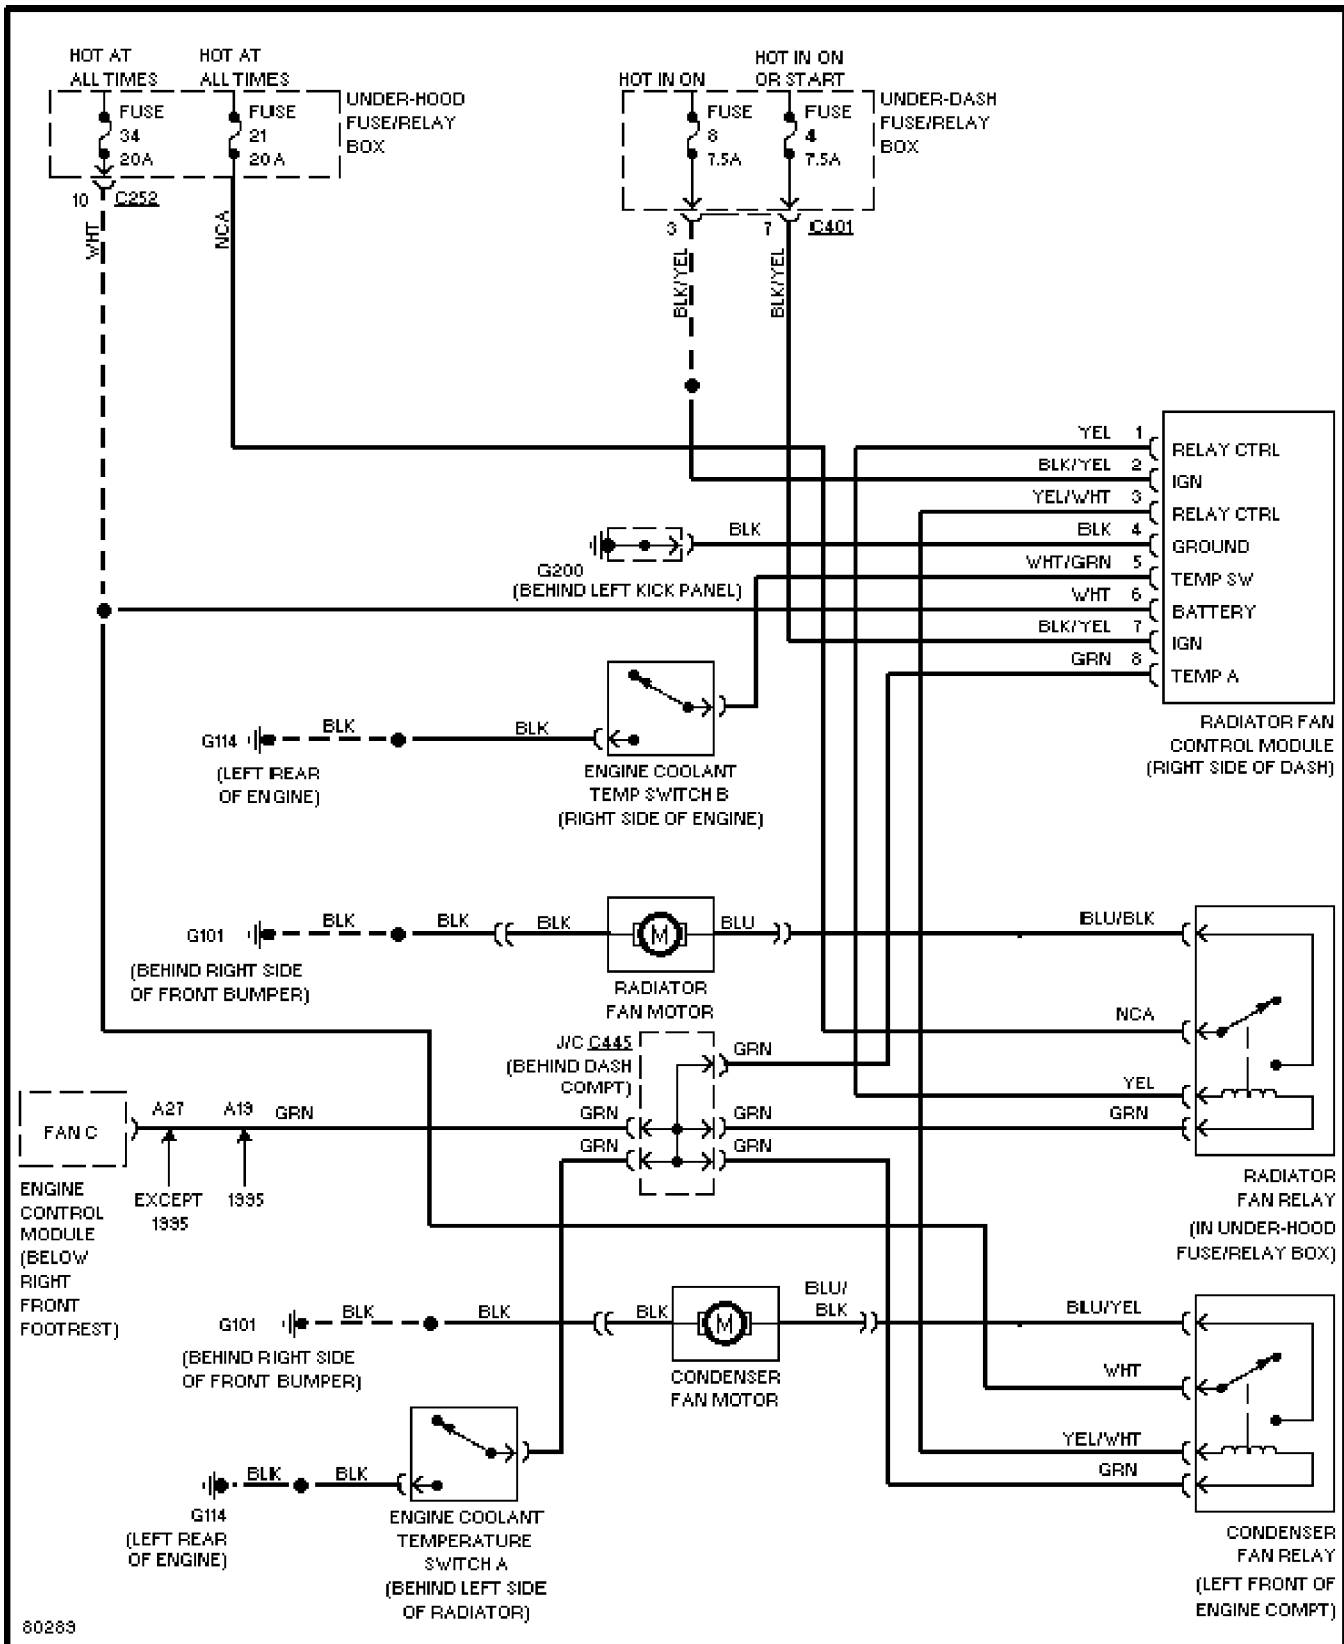 HOT AT
ALL TIMES
HOT AT
ALL TIMES
HOT IN ON
HOT IN ON
OR START
FUSE
34
20A
FUSE
21
20A
UNDER-HOOD
FUSE/RELAY
BOX
FUSE
8
7.5A
FUSE
4
7.5A
UNDER-DASH
FUSE/RELAY
BOX
10
C252
3
7
C401
WHT
NCA
BLK/YEL
BLK/YEL
YEL 1
RELAY CTRL
BLK/YEL 2
IGN
YEL/WHT 3
RELAY CTRL
BLK
BLK 4
GROUND
WHT/GRN 5
TEMP SW
WHT 6
BATTERY
BLK/YEL 7
IGN
GRN 8
TEMP A
G200
(BEHIND LEFT KICK PANEL)
RADIATOR FAN
CONTROL MODULE
(RIGHT SIDE OF DASH)
G114
BLK
BLK
(LEFT REAR
OF ENGINE)
ENGINE COOLANT
TEMP SWITCH B
(RIGHT SIDE OF ENGINE)
G101
BLK
BLK
BLK
M
BLU
BLU/BLK
(BEHIND RIGHT SIDE
OF FRONT BUMPER)
RADIATOR
FAN MOTOR
NCA
J/C C445
(BEHIND DASH
COMPT)
GRN
YEL
FAN C
A27
A19
GRN
GRN
GRN
GRN
GRN
GRN
EXCEPT
1995
1995
ENGINE
CONTROL
MODULE
(BELOW
RIGHT
FRONT
FOOTREST)
RADIATOR
FAN RELAY
(IN UNDER-HOOD
FUSE/RELAY BOX)
G101
BLK
BLK
BLK
M
BLU/
BLK
BLU/YEL
(BEHIND RIGHT SIDE
OF FRONT BUMPER)
CONDENSER
FAN MOTOR
WHT
YEL/WHT
GRN
G114
BLK
BLK
(LEFT REAR
OF ENGINE)
ENGINE COOLANT
TEMPERATURE
SWITCH A
(BEHIND LEFT SIDE
OF RADIATOR)
CONDENSER
FAN RELAY
(LEFT FRONT OF
ENGINE COMPT)
80289